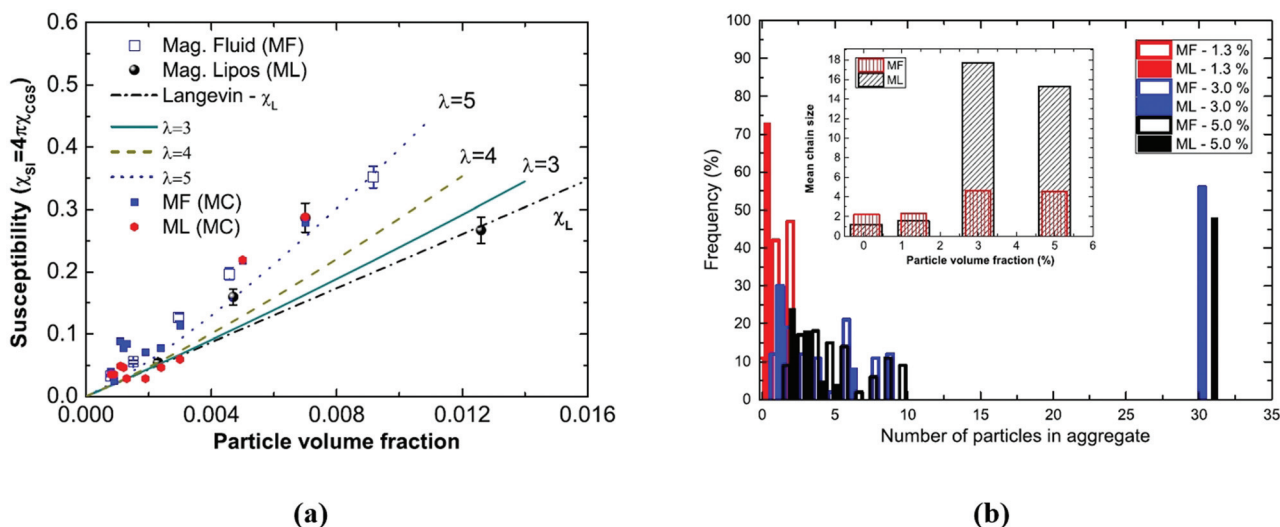 (a)
Susceptibility (χSI=4πχCGS)
0.6
0.5
0.4
0.3
0.2
0.1
0.0
Mag. Fluid (MF)
Mag. Lipos (ML)
Langevin - χL
λ=3
λ=4
λ=5
MF (MC)
ML (MC)
λ=5
λ=4
λ=3
χL
0.000 0.004 0.008 0.012 0.016
Particle volume fraction
(b)
Frequency (%)
100
90
80
70
60
50
40
30
20
10
0
MF - 1.3 %
ML - 1.3 %
MF - 3.0 %
ML - 3.0 %
MF - 5.0 %
ML - 5.0 %
Mean chain size
18
16
14
12
10
8
6
4
2
0
MF
ML
0 1 2 3 4 5 6
Particle volume fraction (%)
0 5 10 15 20 25 30 35
Number of particles in aggregate
(a)
(b)